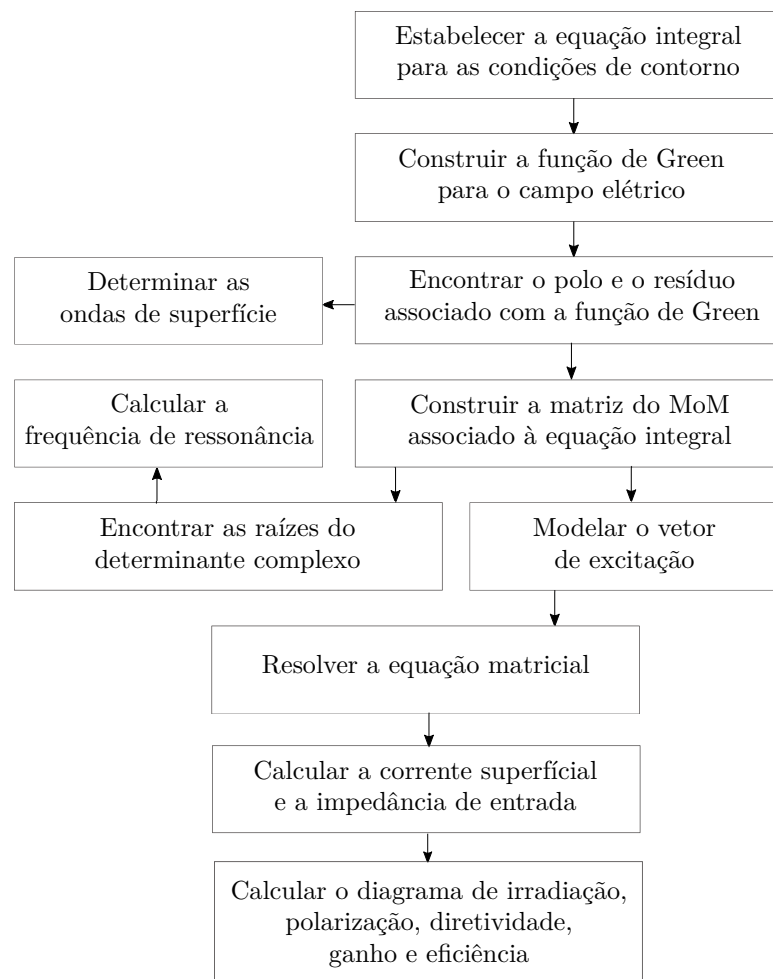 Estabelecer a equação integral
para as condições de contorno
Construir a função de Green
para o campo elétrico
Determinar as
ondas de superfície
Encontrar o polo e o resíduo
associado com a função de Green
Calcular a
frequência de ressonância
Construir a matriz do MoM
associado à equação integral
Encontrar as raízes do
determinante complexo
Modelar o vetor
de excitação
Resolver a equação matricial
Calcular a corrente superfícial
e a impedância de entrada
Calcular o diagrama de irradiação,
polarização, diretividade,
ganho e eficiência